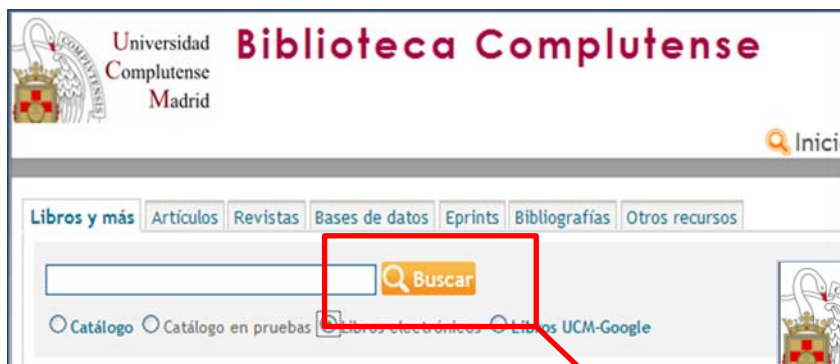 Universidad
Complutense
Madrid
Biblioteca Complutense
Inici
Libros y más Artículos Revistas Bases de datos Eprints Bibliografías Otros recursos
Buscar
Catálogo Catálogo en pruebas Libros electrónicos Libros UCM-Google